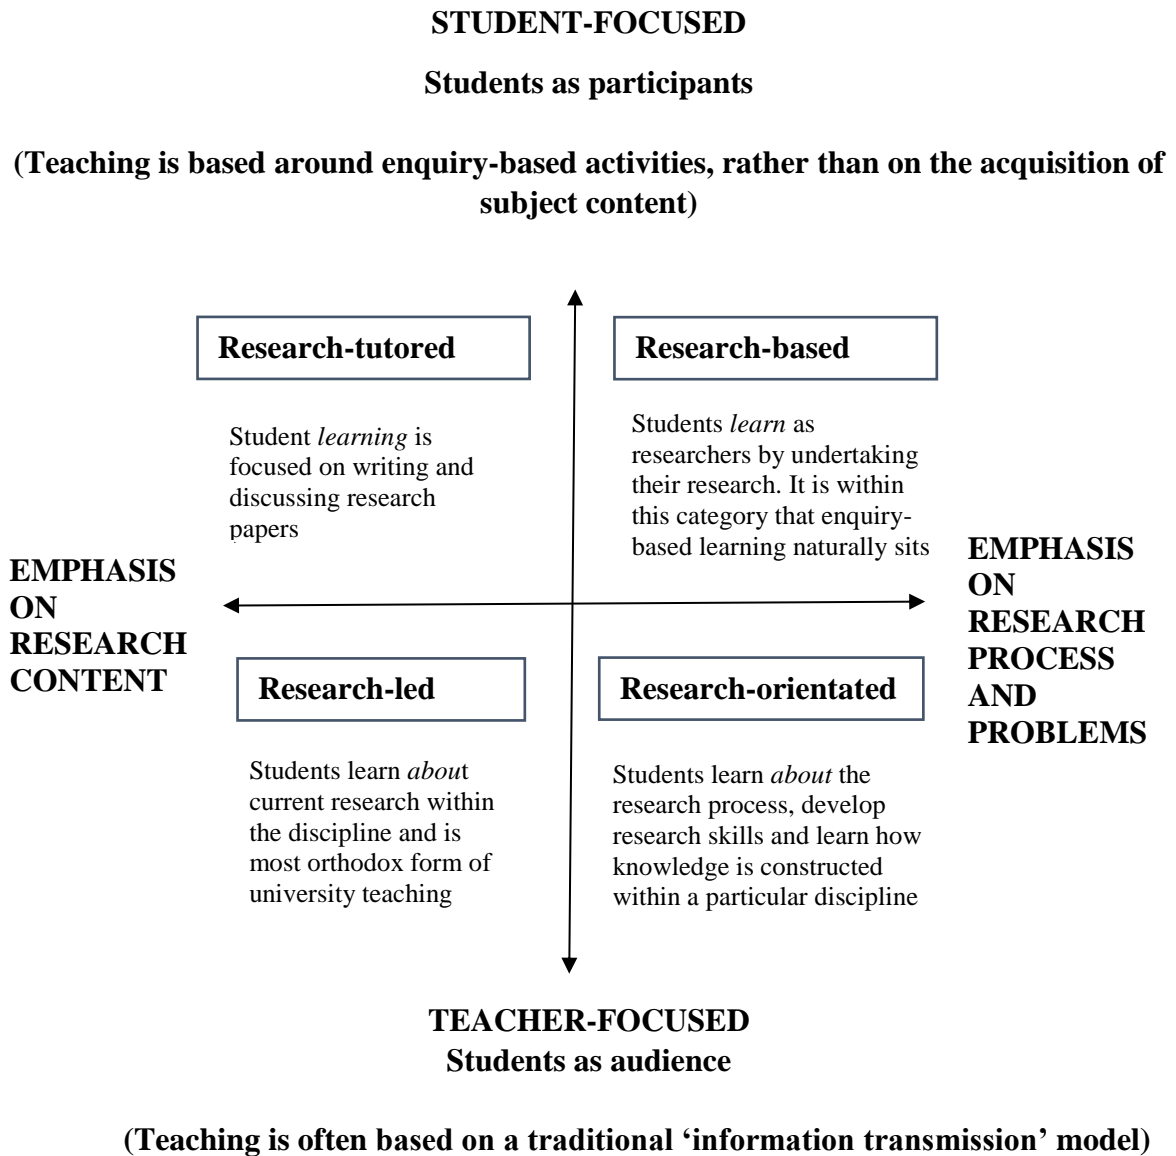 STUDENT-FOCUSED
Students as participants
(Teaching is based around enquiry-based activities, rather than on the acquisition of
subject content)
Research-tutored
Student learning is
focused on writing and
discussing research
papers
Research-based
Students learn as
researchers by undertaking
their research. It is within
this category that enquiry-
based learning naturally sits
EMPHASIS
ON
RESEARCH
CONTENT
EMPHASIS
ON
RESEARCH
PROCESS
AND
PROBLEMS
Research-led
Students learn about
current research within
the discipline and is
most orthodox form of
university teaching
Research-orientated
Students learn about the
research process, develop
research skills and learn how
knowledge is constructed
within a particular discipline
TEACHER-FOCUSED
Students as audience
(Teaching is often based on a traditional ‘information transmission’ model)